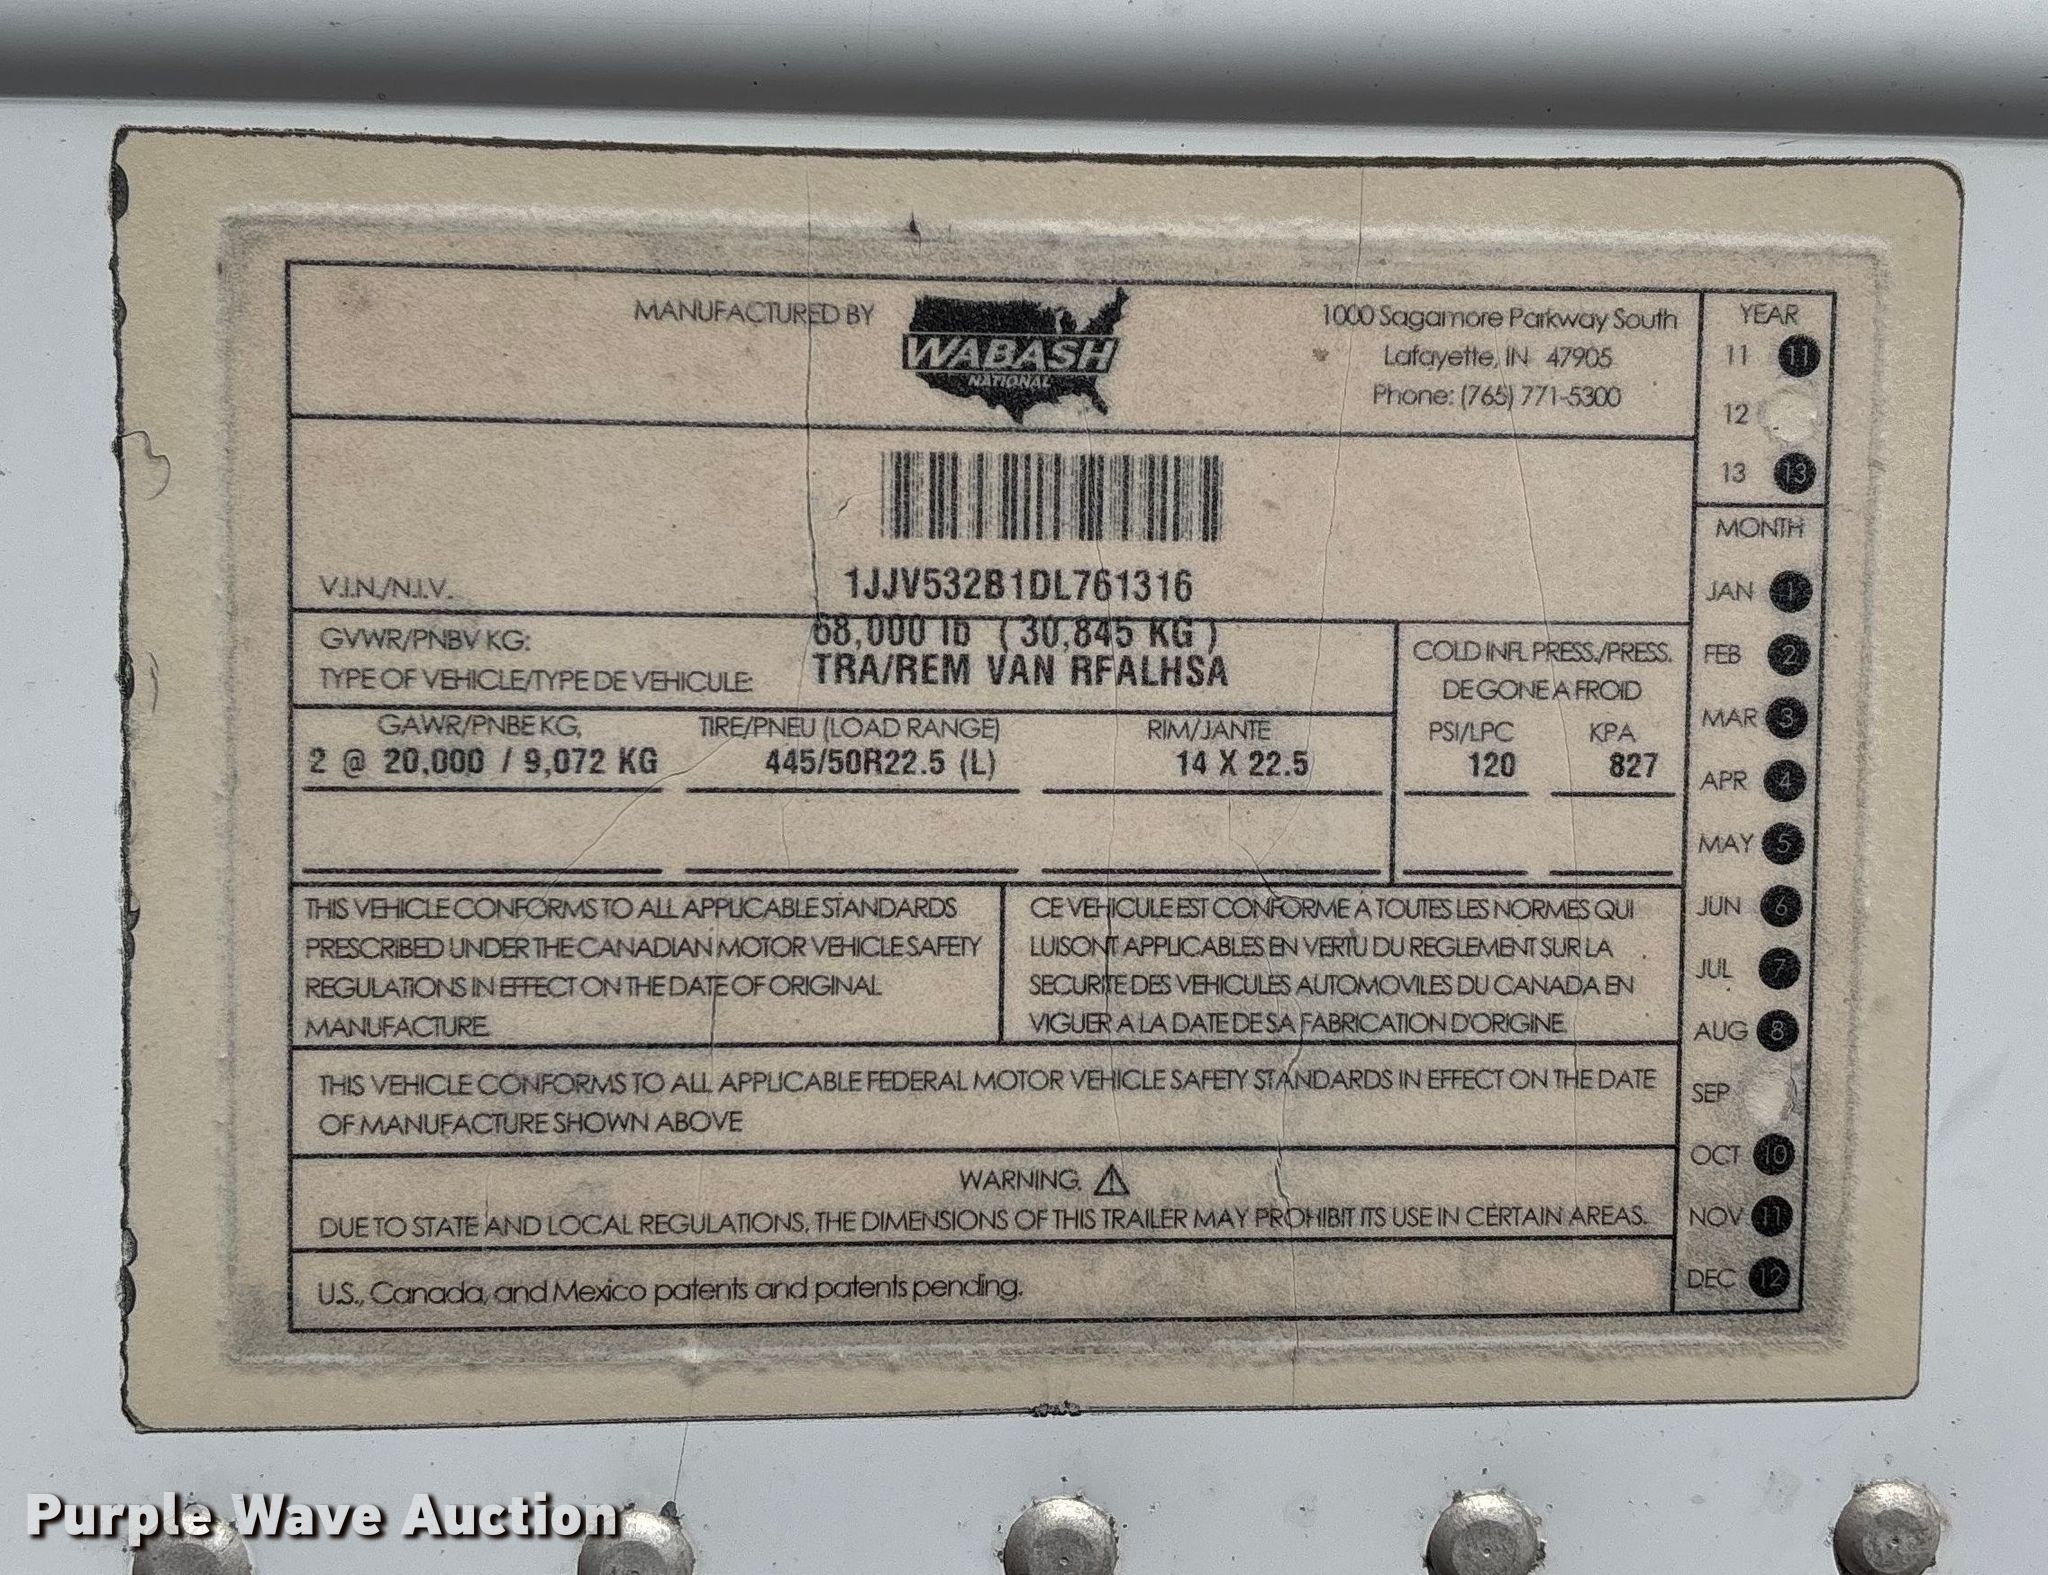 MANUFACTURED BY
WABASH
NATIONAL
1000 Sagamore Parkway South
Lafayette, IN 47905
Phone: (765) 771-5300
YEAR
11 11
12
13 13
MONTH
JAN 1
FEB 2
MAR 3
APR 4
MAY 5
JUN 6
JUL 7
AUG 8
SEP
OCT 10
NOV 11
DEC 12
V.I.N./N.I.V. 1JJV532B1DL761316
GVWR/PNBV KG: 68,000 lb ( 30,845 KG )
TYPE OF VEHICLE/TYPE DE VEHICULE: TRA/REM VAN RFALHSA
COLD INFL PRESS./PRESS.
DE GONE A FROID
GAWR/PNBE KG, TIRE/PNEU (LOAD RANGE) RIM/JANTE PSI/LPC KPA
2 @ 20,000 / 9,072 KG 445/50R22.5 (L) 14 X 22.5 120 827
THIS VEHICLE CONFORMS TO ALL APPLICABLE STANDARDS
PRESCRIBED UNDER THE CANADIAN MOTOR VEHICLE SAFETY
REGULATIONS IN EFFECT ON THE DATE OF ORIGINAL
MANUFACTURE.
CE VEHICULE EST CONFORME A TOUTES LES NORMES QUI
LUI SONT APPLICABLES EN VERTU DU REGLEMENT SUR LA
SECURITE DES VEHICULES AUTOMOVILES DU CANADA EN
VIGUER A LA DATE DE SA FABRICATION D'ORIGINE.
THIS VEHICLE CONFORMS TO ALL APPLICABLE FEDERAL MOTOR VEHICLE SAFETY STANDARDS IN EFFECT ON THE DATE
OF MANUFACTURE SHOWN ABOVE
WARNING.
DUE TO STATE AND LOCAL REGULATIONS, THE DIMENSIONS OF THIS TRAILER MAY PROHIBIT ITS USE IN CERTAIN AREAS.
U.S., Canada, and Mexico patents and patents pending.
Purple Wave Auction